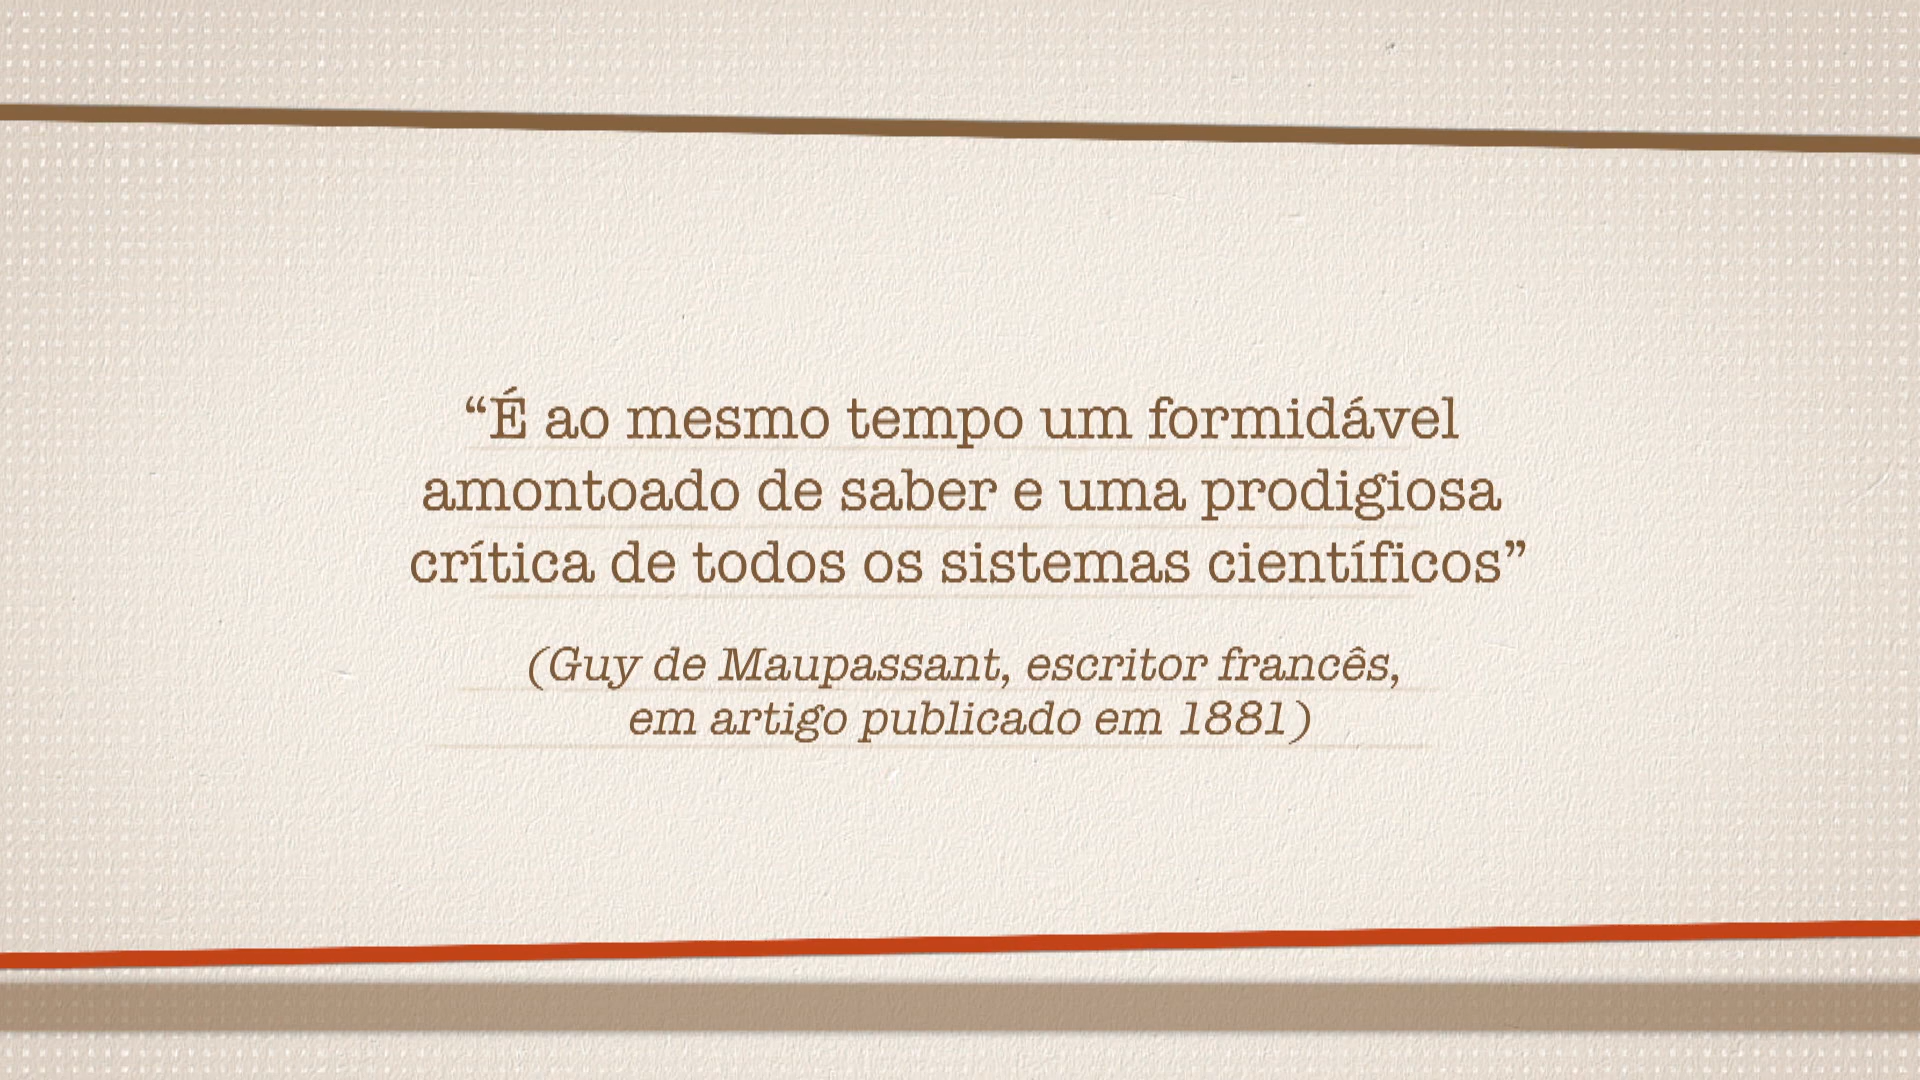 “É ao mesmo tempo um formidável
amontoado de saber e uma prodigiosa
crítica de todos os sistemas científicos”
(Guy de Maupassant, escritor francês,
em artigo publicado em 1881)